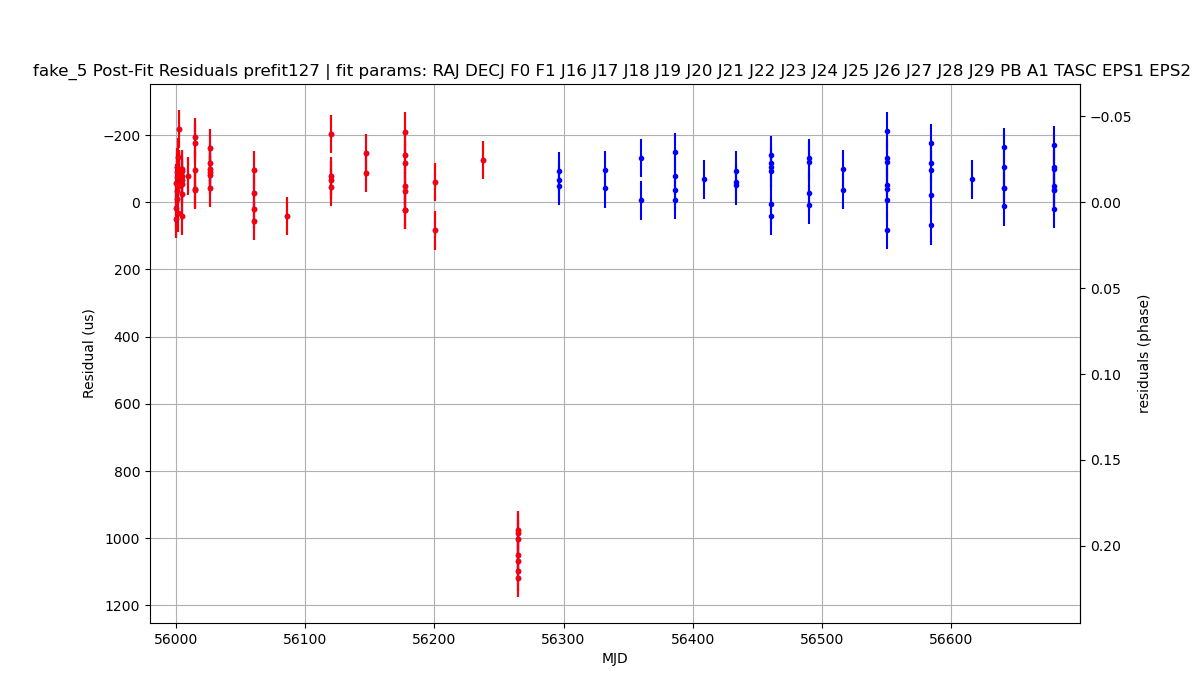 fake_5 Post-Fit Residuals prefit127 | fit params: RAJ DECJ F0 F1 J16 J17 J18 J19 J20 J21 J22 J23 J24 J25 J26 J27 J28 J29 PB A1 TASC EPS1 EPS2
−200
0
200
400
600
800
1000
1200
Residual (us)
−0.05
0.00
0.05
0.10
0.15
0.20
residuals (phase)
56000 56100 56200 56300 56400 56500 56600
MJD